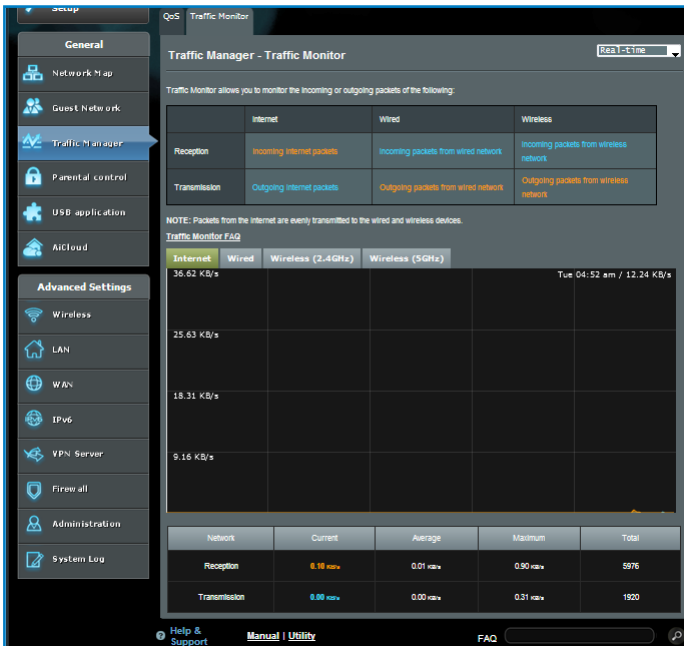 Setup
QoS Traffic Monitor
General
Network Map
Guest Network
Traffic Manager
Parental control
USB application
AiCloud
Advanced Settings
Wireless
LAN
WAN
IPv6
VPN Server
Firewall
Administration
System Log
Traffic Manager - Traffic Monitor
Real-time
Traffic Monitor allows you to monitor the incoming or outgoing packets of the following:
Internet Wired Wireless
Reception Incoming Internet packets Incoming packets from wired network Incoming packets from wireless
network
Transmission Outgoing Internet packets Outgoing packets from wired network Outgoing packets from wireless
network
NOTE: Packets from the Internet are evenly transmitted to the wired and wireless devices.
Traffic Monitor FAQ
Internet Wired Wireless (2.4GHz) Wireless (5GHz)
36.62 KB/s Tue 04:52 am / 12.24 KB/s
25.63 KB/s
18.31 KB/s
9.16 KB/s
Network Current Average Maximum Total
Reception 0.10 KB/s 0.01 KB/s 0.90 KB/s 5976
Transmission 0.00 KB/s 0.00 KB/s 0.31 KB/s 1920
Help &
Support
Manual | Utility
FAQ